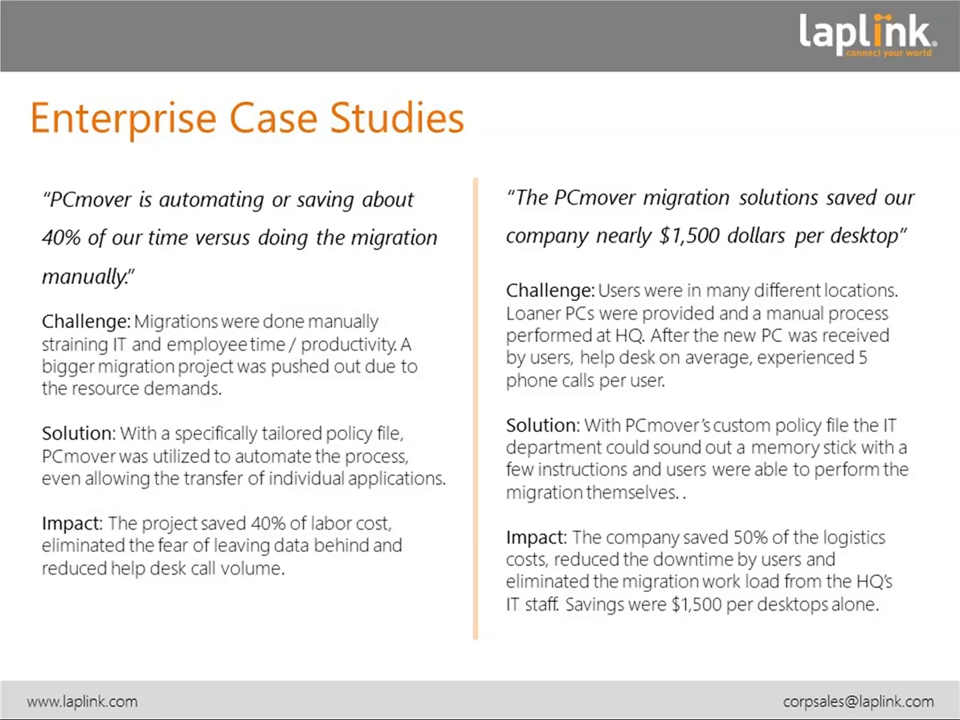 laplink.
connect your world
Enterprise Case Studies
“PCmover is automating or saving about
40% of our time versus doing the migration
manually.”
Challenge: Migrations were done manually
straining IT and employee time / productivity. A
bigger migration project was pushed out due to
the resource demands.
Solution: With a specifically tailored policy file,
PCmover was utilized to automate the process,
even allowing the transfer of individual applications.
Impact: The project saved 40% of labor cost,
eliminated the fear of leaving data behind and
reduced help desk call volume.
“The PCmover migration solutions saved our
company nearly $1,500 dollars per desktop”
Challenge: Users were in many different locations.
Loaner PCs were provided and a manual process
performed at HQ. After the new PC was received
by users, help desk on average, experienced 5
phone calls per user.
Solution: With PCmover’s custom policy file the IT
department could sound out a memory stick with a
few instructions and users were able to perform the
migration themselves. .
Impact: The company saved 50% of the logistics
costs, reduced the downtime by users and
eliminated the migration work load from the HQ’s
IT staff. Savings were $1,500 per desktops alone.
www.laplink.com
corpsales@laplink.com